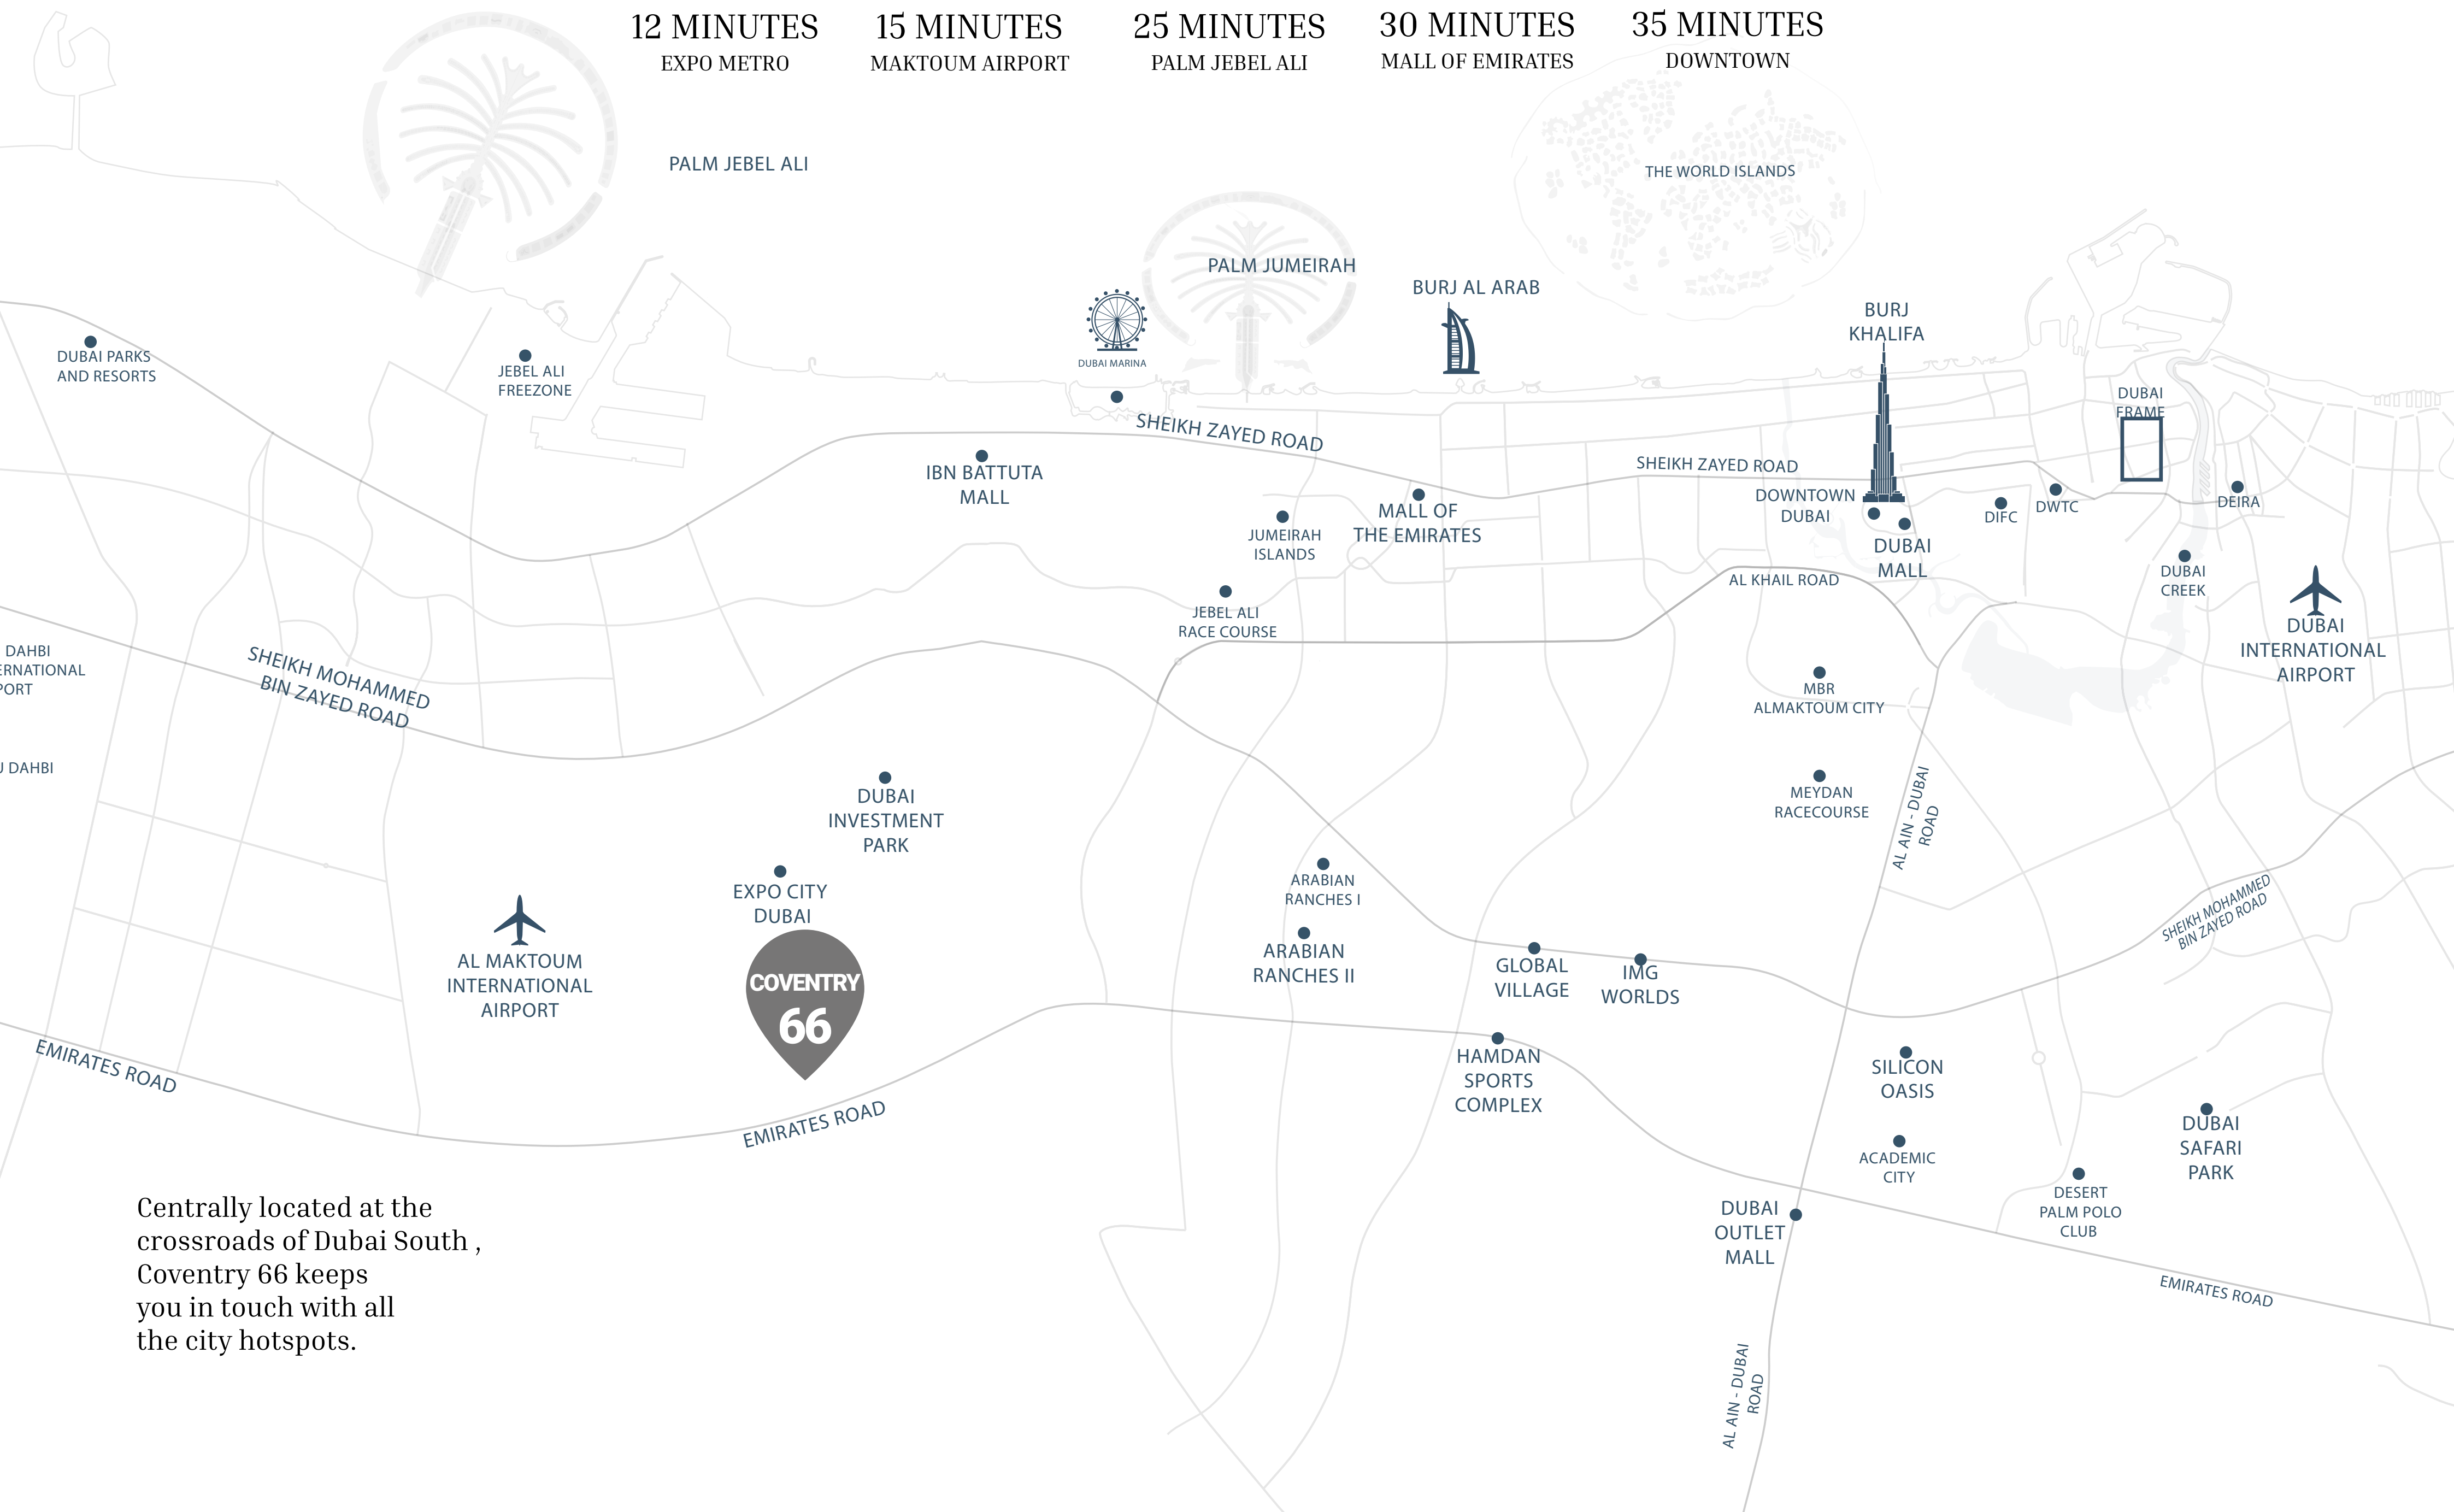 12 MINUTES
EXPO METRO
15 MINUTES
MAKTOUM AIRPORT
25 MINUTES
PALM JEBEL ALI
30 MINUTES
MALL OF EMIRATES
35 MINUTES
DOWNTOWN
PALM JEBEL ALI
THE WORLD ISLANDS
PALM JUMEIRAH
BURJ AL ARAB
BURJ
KHALIFA
DUBAI PARKS
AND RESORTS
JEBEL ALI
FREEZONE
DUBAI MARINA
SHEIKH ZAYED ROAD
DUBAI
FRAME
IBN BATTUTA
MALL
SHEIKH ZAYED ROAD
MALL OF
THE EMIRATES
JUMEIRAH
ISLANDS
DOWNTOWN
DUBAI
DUBAI
MALL
DIFC
DWTC
DEIRA
DUBAI
CREEK
AL KHAIL ROAD
JEBEL ALI
RACE COURSE
DUBAI
INTERNATIONAL
AIRPORT
DAHBI
ERNATIONAL
PORT
SHEIKH MOHAMMED
BIN ZAYED ROAD
MBR
ALMAKTOUM CITY
U DAHBI
DUBAI
INVESTMENT
PARK
MEYDAN
RACECOURSE
AL AIN - DUBAI
ROAD
EXPO CITY
DUBAI
ARABIAN
RANCHES I
SHEIKH MOHAMMED
BIN ZAYED ROAD
AL MAKTOUM
INTERNATIONAL
AIRPORT
COVENTRY
66
ARABIAN
RANCHES II
GLOBAL
VILLAGE
IMG
WORLDS
EMIRATES ROAD
EMIRATES ROAD
HAMDAN
SPORTS
COMPLEX
SILICON
OASIS
ACADEMIC
CITY
DUBAI
SAFARI
PARK
DESERT
PALM POLO
CLUB
DUBAI
OUTLET
MALL
EMIRATES ROAD
AL AIN - DUBAI
ROAD
Centrally located at the
crossroads of Dubai South ,
Coventry 66 keeps
you in touch with all
the city hotspots.